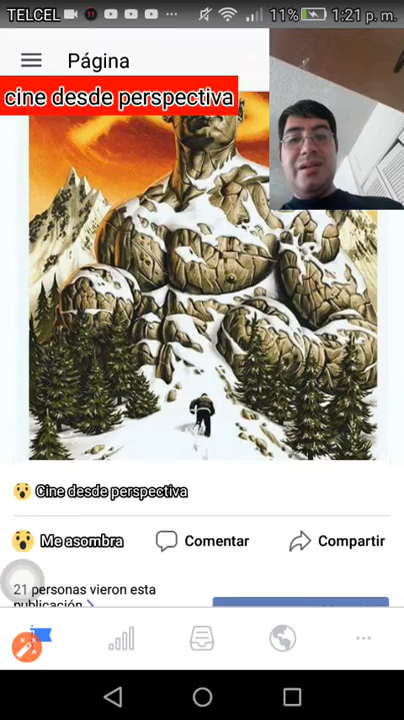 TELCEL 11% 1:21 p. m.
Página
cine desde perspectiva
Cine desde perspectiva
Me asombra Comentar Compartir
21 personas vieron esta
publicación